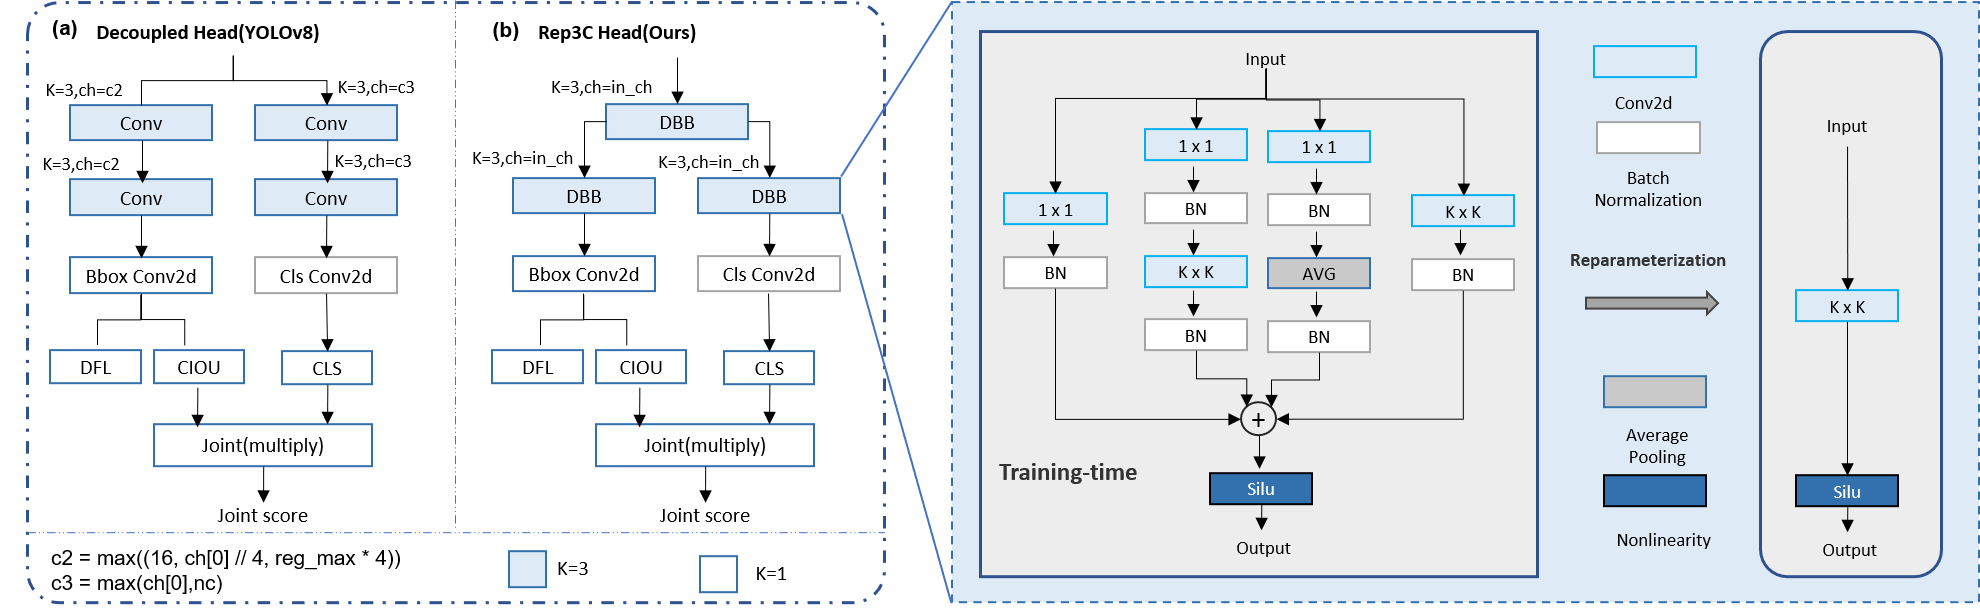 (a) Decoupled Head(YOLOv8)
K=3,ch=c2
K=3,ch=c3
Conv
Conv
K=3,ch=c2
K=3,ch=c3
Conv
Conv
Bbox Conv2d
Cls Conv2d
DFL
CIOU
CLS
Joint(multiply)
Joint score
(b) Rep3C Head(Ours)
K=3,ch=in_ch
DBB
K=3,ch=in_ch
K=3,ch=in_ch
DBB
DBB
Bbox Conv2d
Cls Conv2d
DFL
CIOU
CLS
Joint(multiply)
Joint score
c2 = max((16, ch[0] // 4, reg_max * 4))
c3 = max(ch[0],nc)
K=3
K=1
Input
1 x 1
BN
1 x 1
BN
K x K
BN
1 x 1
BN
AVG
BN
K x K
BN
+
Training-time
Silu
Output
Conv2d
Batch
Normalization
Reparameterization
Average
Pooling
Nonlinearity
Input
K x K
Silu
Output